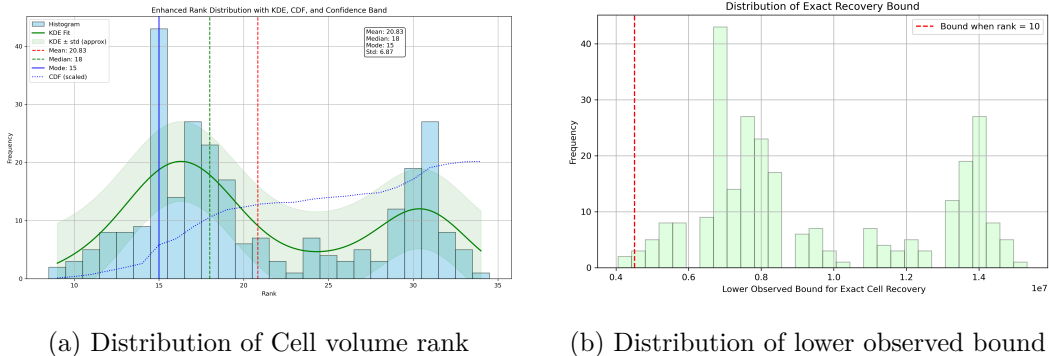 Enhanced Rank Distribution with KDE, CDF, and Confidence Band
Histogram
KDE Fit
KDE ± std (approx)
Mean: 20.83
Median: 18
Mode: 15
CDF (scaled)
Mean: 20.83
Median: 18
Mode: 15
Std: 6.87
Frequency
40
30
20
10
0
10
15
20
25
30
35
Rank
(a) Distribution of Cell volume rank
Distribution of Exact Recovery Bound
Bound when rank = 10
Frequency
40
30
20
10
0
0.4
0.6
0.8
1.0
1.2
1.4
1e7
Lower Observed Bound for Exact Cell Recovery
(b) Distribution of lower observed bound